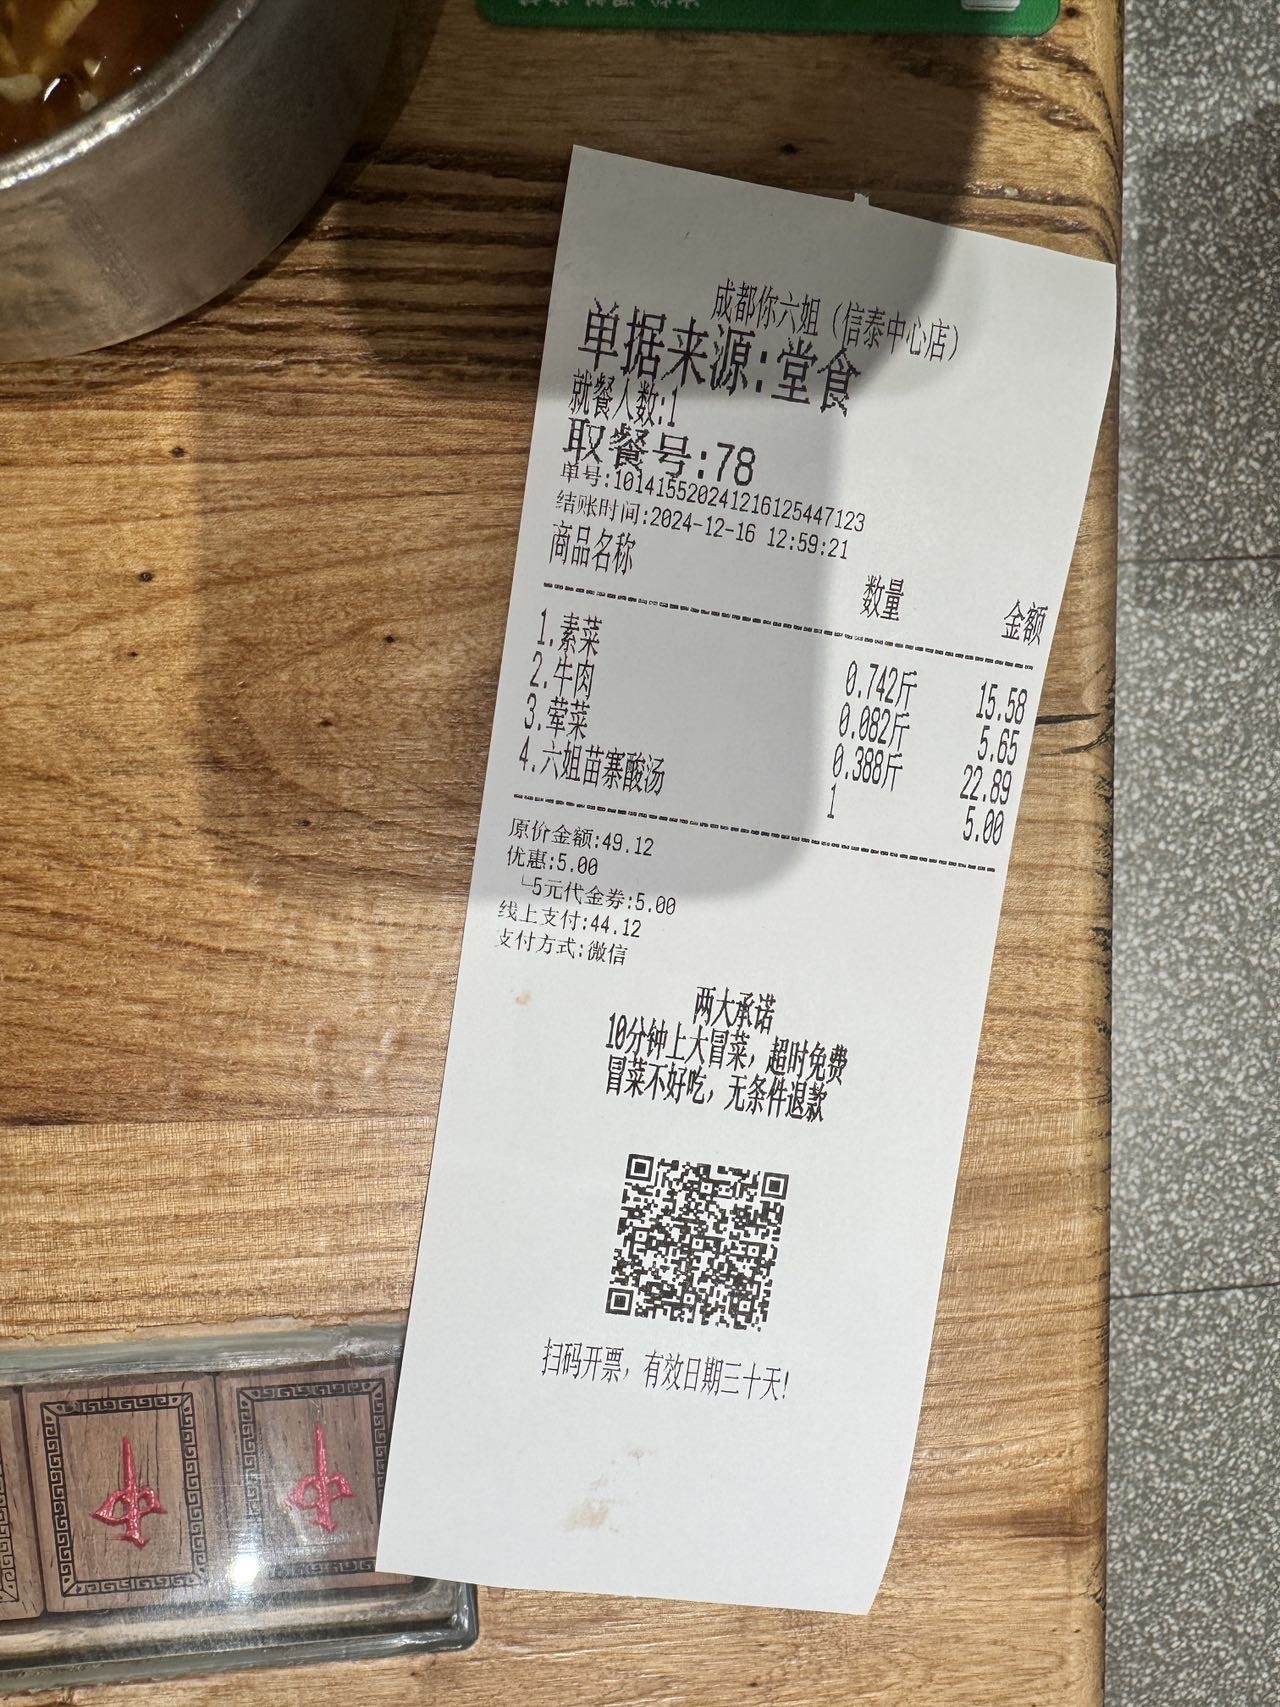 成都你六姐（信泰中心店）
单据来源:堂食
就餐人数:1
取餐号:78
单号:10141552024121612544​7123
结账时间:2024-12-16 12:59:21
商品名称 数量 金额
1.素菜 0.742斤 15.58
2.牛肉 0.082斤 5.65
3.荤菜 0.388斤 22.89
4.六姐苗寨酸汤 1 5.00
原价金额:49.12
优惠:5.00
└5元代金券:5.00
线上支付:44.12
支付方式:微信
两大承诺
10分钟上大冒菜，超时免费
冒菜不好吃，无条件退款
扫码开票，有效日期三十天!
中
中